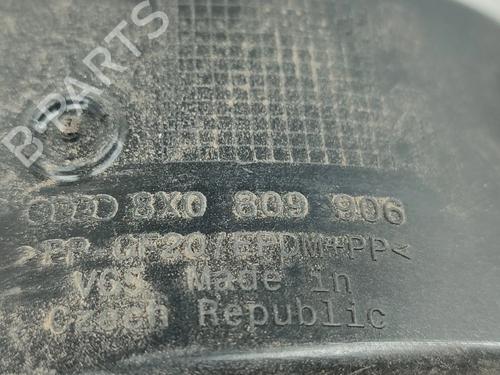 B-PARTS
8X0 809 906
>PP GF20/EPDM+PP<
VGS Made in
Czech Republic